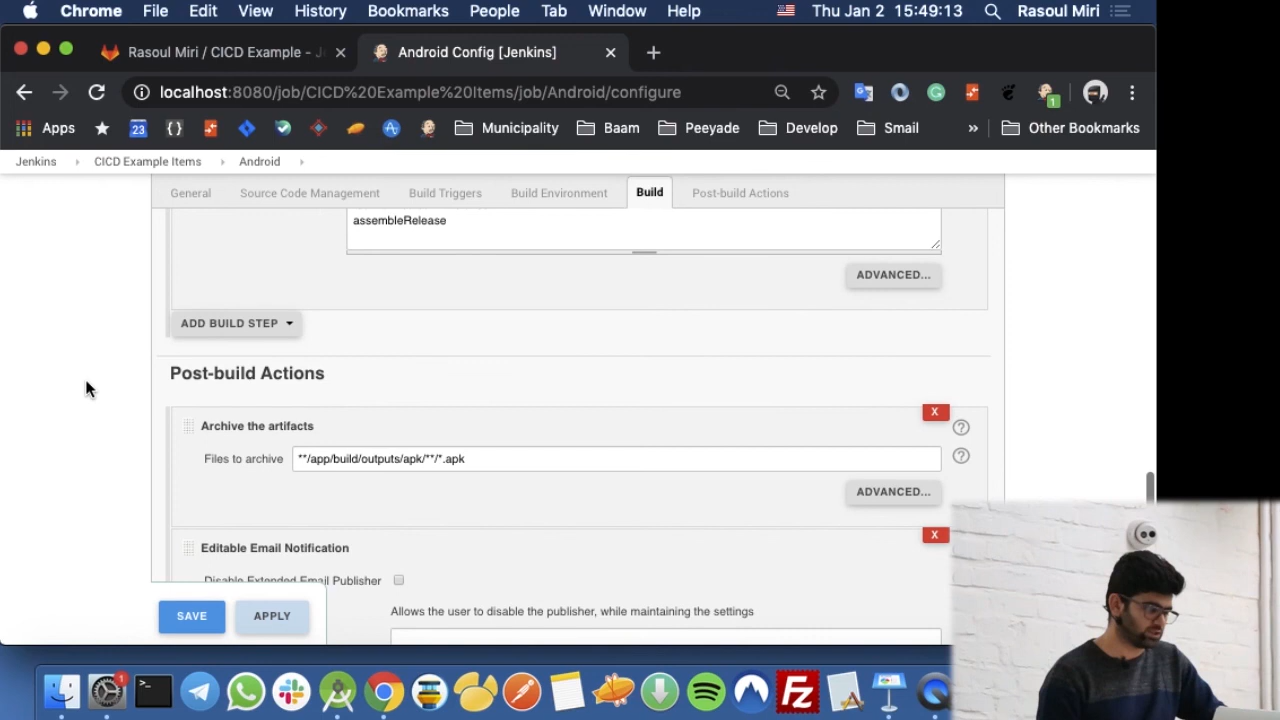 Chrome File Edit View History Bookmarks People Tab Window Help Thu Jan 2 15:49:13 Rasoul Miri
Rasoul Miri / CICD Example - Android Config [Jenkins]
localhost:8080/job/CICD%20Example%20Items/job/Android/configure 1
Apps 23 {} Municipality Baam Peeyade Develop Smail » Other Bookmarks
Jenkins CICD Example Items Android
General Source Code Management Build Triggers Build Environment Build Post-build Actions
assembleRelease
ADVANCED...
ADD BUILD STEP
Post-build Actions
X
Archive the artifacts ?
Files to archive **/app/build/outputs/apk/**/*.apk ?
ADVANCED...
X
Editable Email Notification
Disable Extended Email Publisher
Allows the user to disable the publisher, while maintaining the settings
SAVE APPLY
1
Fz